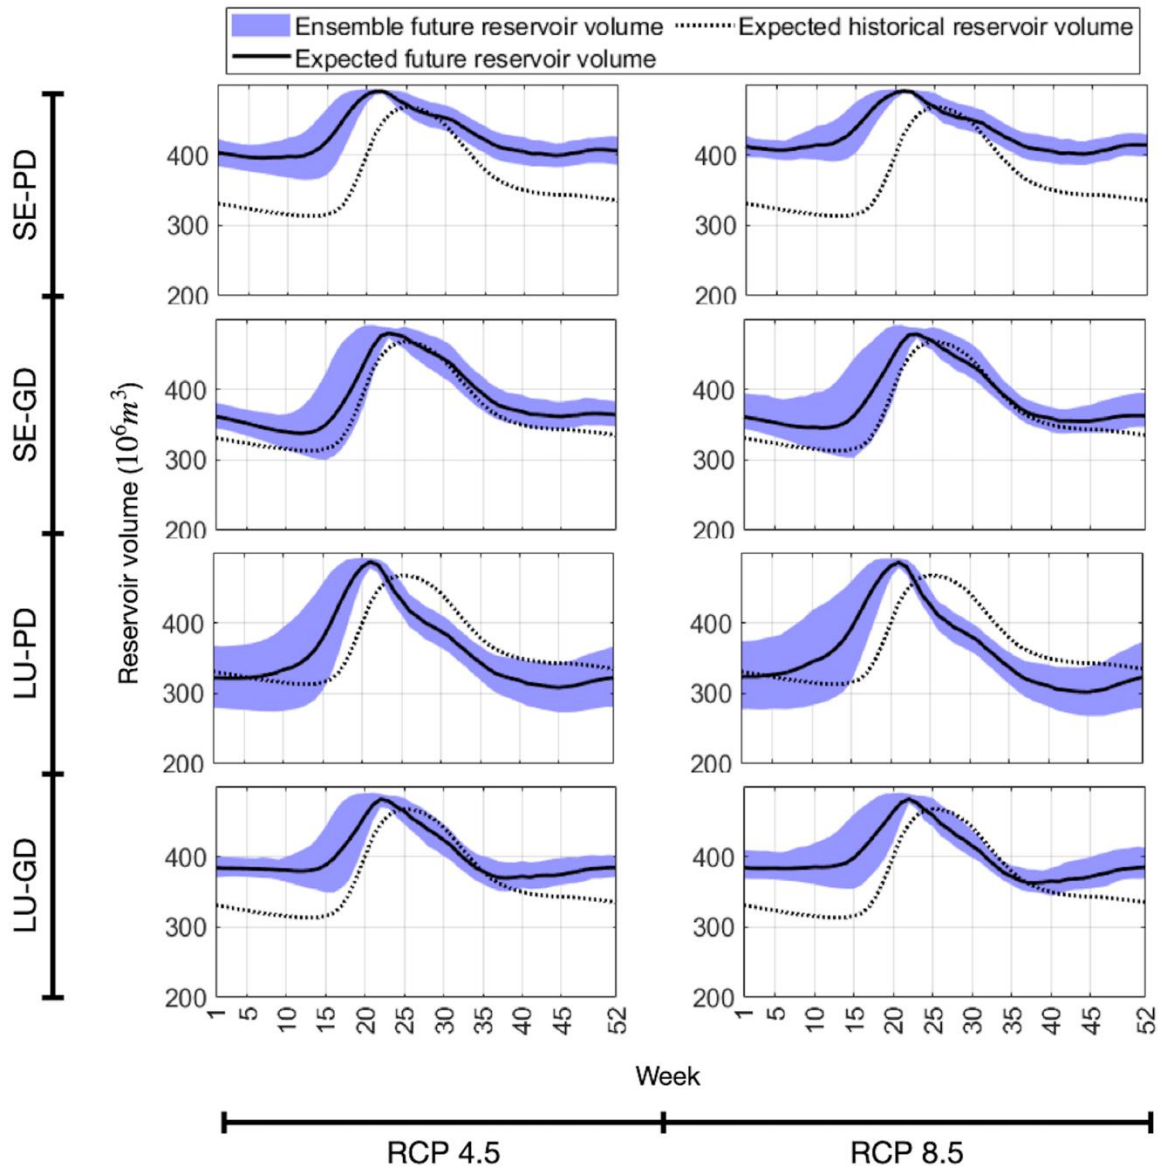 Ensemble future reservoir volume
Expected historical reservoir volume
Expected future reservoir volume
SE-PD
400
300
200
400
300
200
SE-GD
400
300
200
400
300
200
Reservoir volume (10⁶m³)
LU-PD
400
300
200
400
300
200
LU-GD
400
300
200
400
300
200
1 5 10 15 20 25 30 35 40 45 52
1 5 10 15 20 25 30 35 40 45 52
Week
RCP 4.5
RCP 8.5